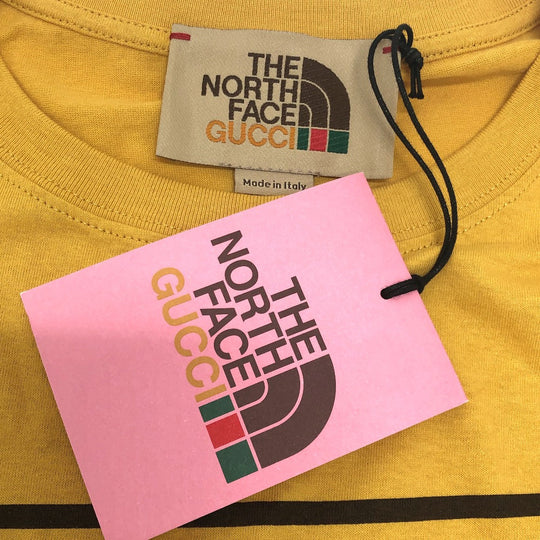 THE
NORTH
FACE
GUCCI
Made in Italy
THE
NORTH
FACE
GUCCI